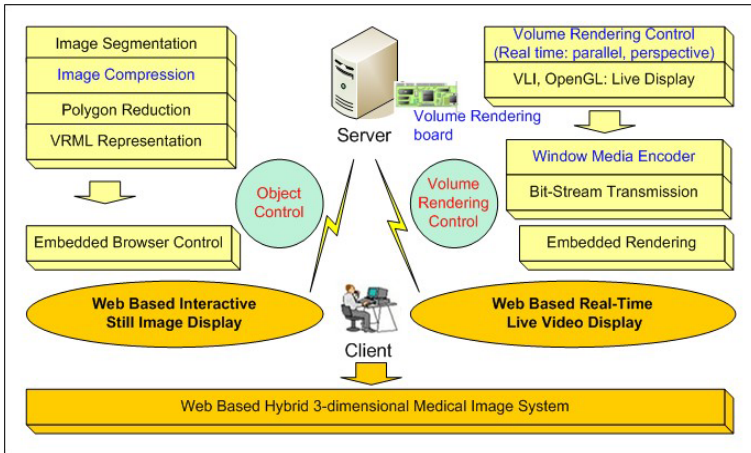 Image Segmentation
Image Compression
Polygon Reduction
VRML Representation
Embedded Browser Control
Object
Control
Web Based Interactive
Still Image Display
Server
Volume Rendering
board
Volume
Rendering
Control
Client
Volume Rendering Control
(Real time: parallel, perspective)
VLI, OpenGL: Live Display
Window Media Encoder
Bit-Stream Transmission
Embedded Rendering
Web Based Real-Time
Live Video Display
Web Based Hybrid 3-dimensional Medical Image System